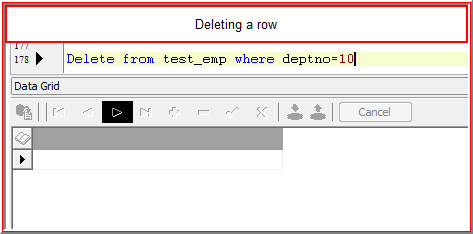 Deleting a row
177
178 Delete from test_emp where deptno=10
Data Grid
Cancel